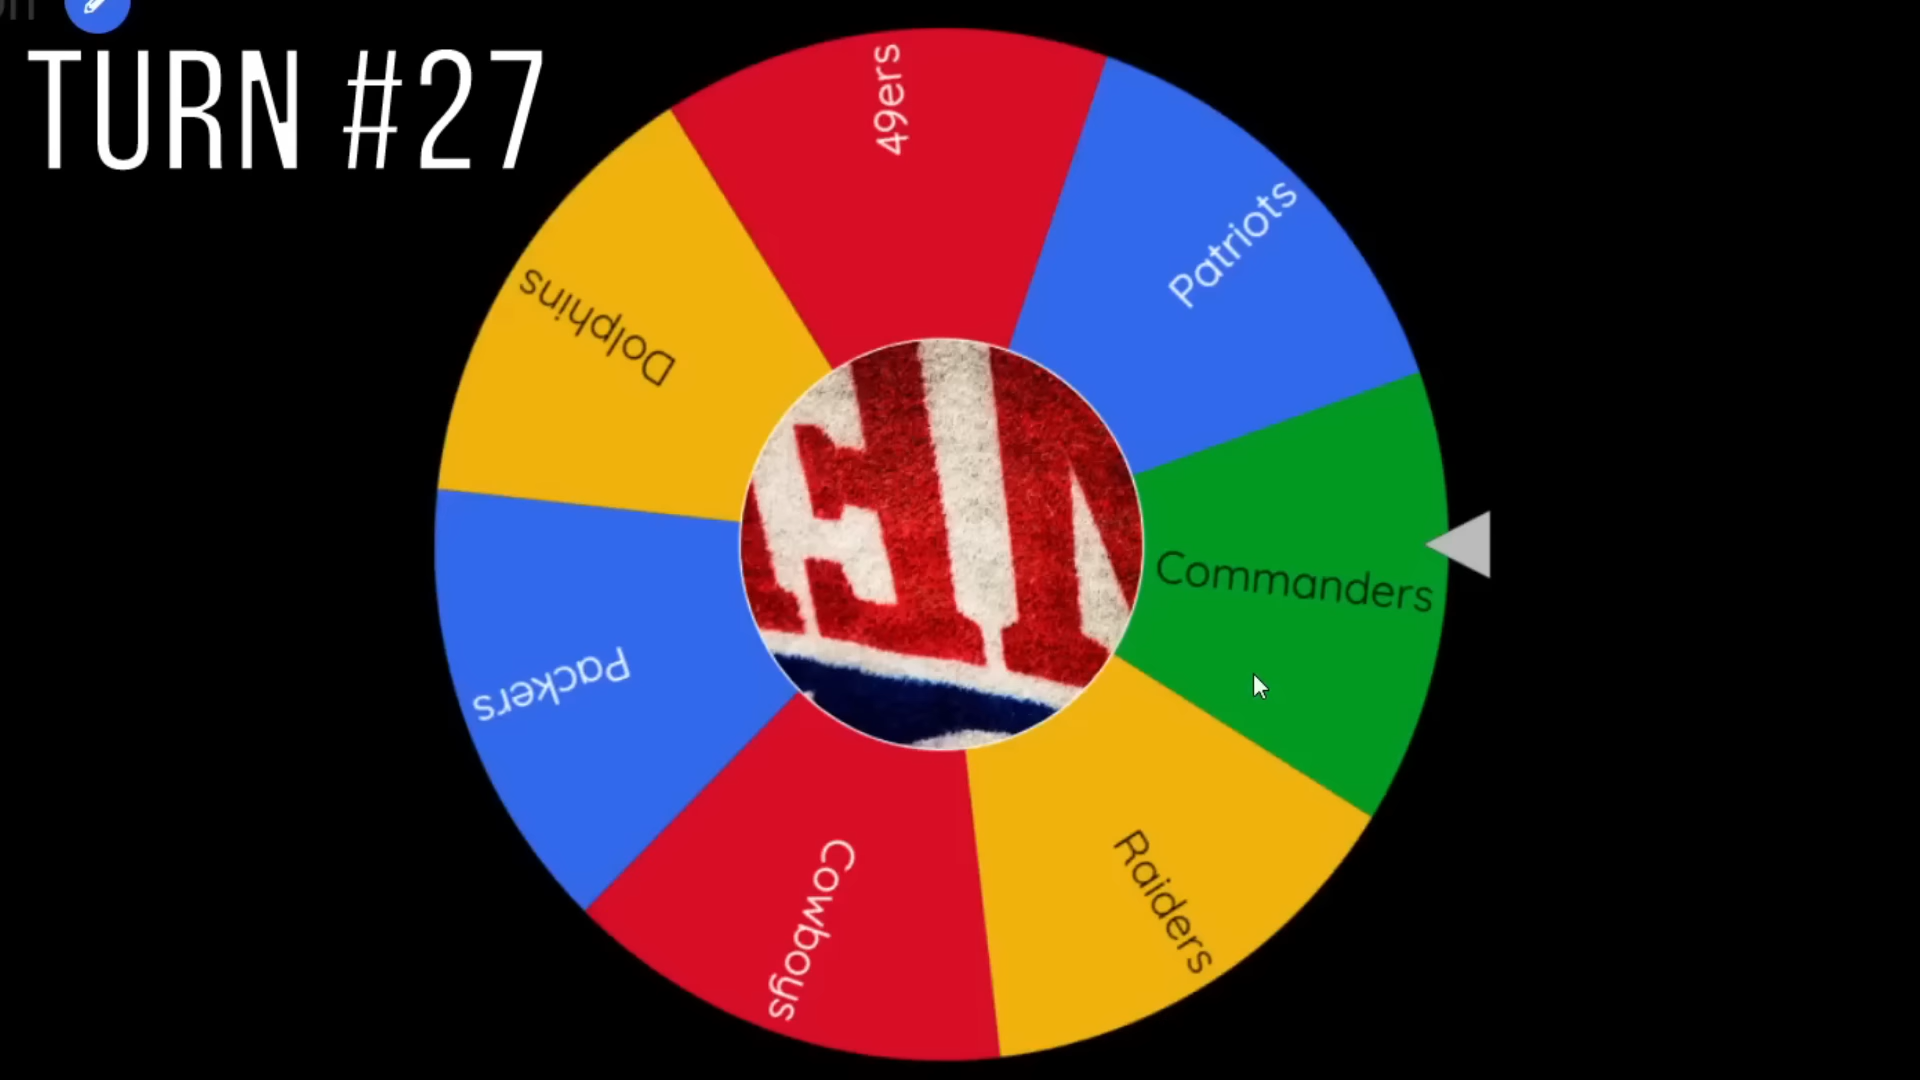 TURN #27
49ers
Patriots
Commanders
Raiders
Cowboys
Packers
Dolphins